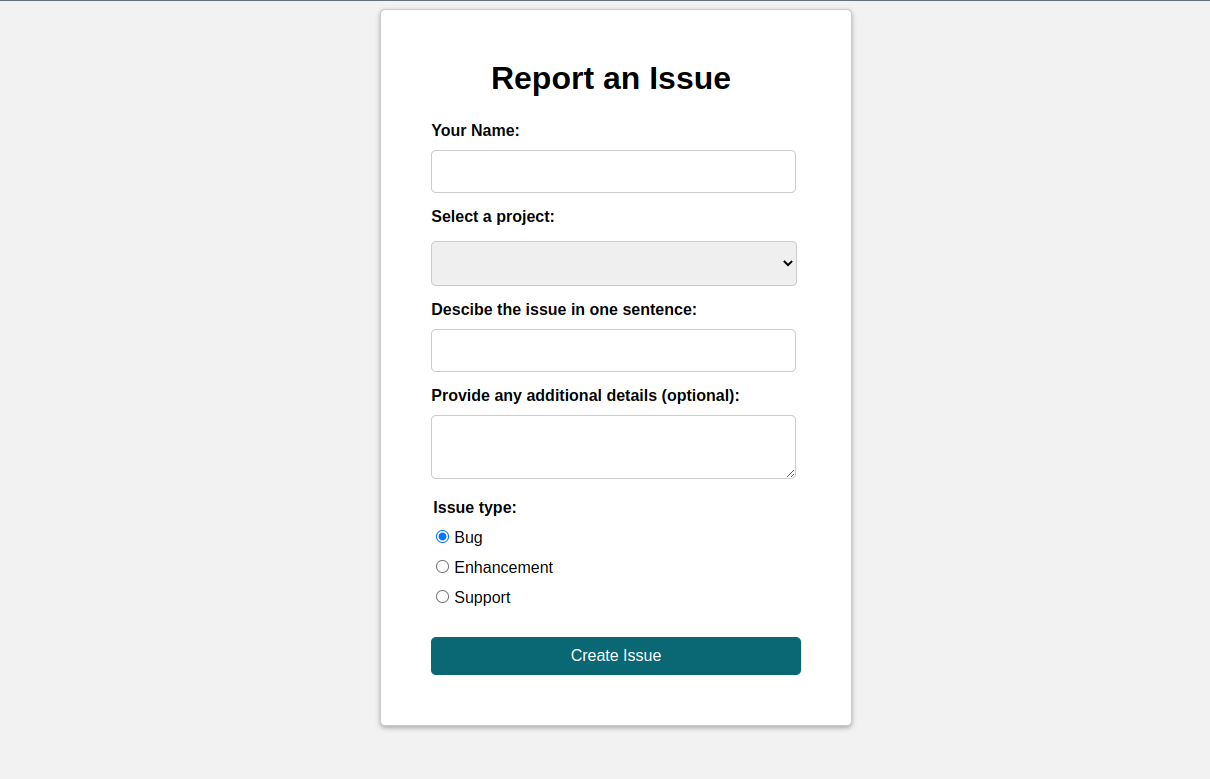 Report an Issue
Your Name:
Select a project:
Descibe the issue in one sentence:
Provide any additional details (optional):
Issue type:
Bug
Enhancement
Support
Create Issue